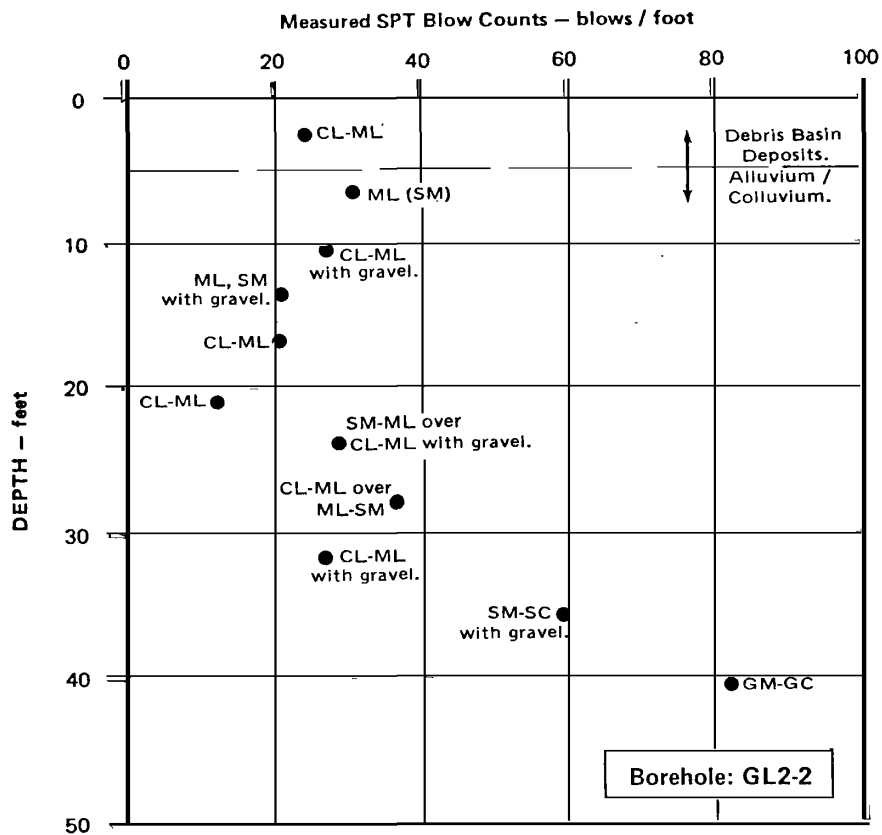 Measured SPT Blow Counts – blows / foot
0 20 40 60 80 100
0
CL-ML
Debris Basin
Deposits.
Alluvium /
Colluvium.
ML (SM)
10
CL-ML
with gravel.
ML, SM
with gravel.
CL-ML
20
CL-ML
SM-ML over
CL-ML with gravel.
CL-ML over
ML-SM
30
CL-ML
with gravel.
SM-SC
with gravel.
40
GM-GC
Borehole: GL2-2
50
DEPTH – feet